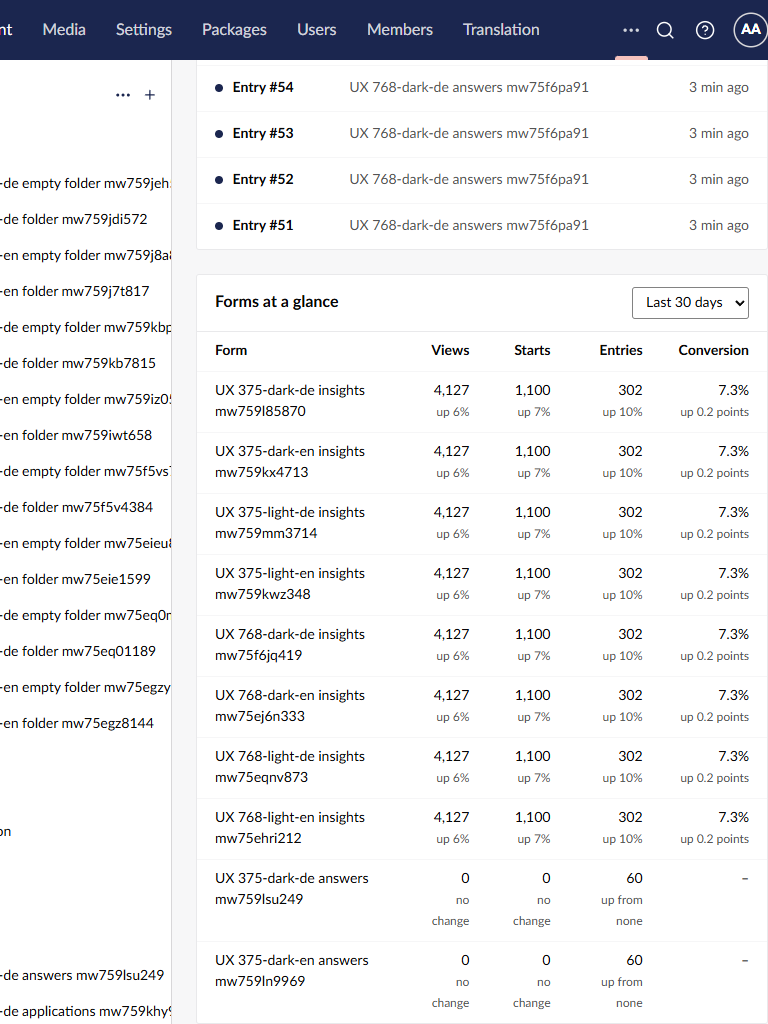 nt Media Settings Packages Users Members Translation ··· AA
··· +
-de empty folder mw759jeh
-de folder mw759jdi572
-en empty folder mw759j8a
-en folder mw759j7t817
-de empty folder mw759kbp
-de folder mw759kb7815
-en empty folder mw759iz0
-en folder mw759iwt658
-de empty folder mw75f5vs
-de folder mw75f5v4384
-en empty folder mw75eieu
-en folder mw75eie1599
-de empty folder mw75eq0
-de folder mw75eq01189
-en empty folder mw75egzy
-en folder mw75egz8144
on
-de answers mw759lsu249
-de applications mw759khy
Entry #54 UX 768-dark-de answers mw75f6pa91 3 min ago
Entry #53 UX 768-dark-de answers mw75f6pa91 3 min ago
Entry #52 UX 768-dark-de answers mw75f6pa91 3 min ago
Entry #51 UX 768-dark-de answers mw75f6pa91 3 min ago
Forms at a glance Last 30 days
Form Views Starts Entries Conversion
UX 375-dark-de insights 4,127 1,100 302 7.3%
mw759l85870 up 6% up 7% up 10% up 0.2 points
UX 375-dark-en insights 4,127 1,100 302 7.3%
mw759kx4713 up 6% up 7% up 10% up 0.2 points
UX 375-light-de insights 4,127 1,100 302 7.3%
mw759mm3714 up 6% up 7% up 10% up 0.2 points
UX 375-light-en insights 4,127 1,100 302 7.3%
mw759kwz348 up 6% up 7% up 10% up 0.2 points
UX 768-dark-de insights 4,127 1,100 302 7.3%
mw75f6jq419 up 6% up 7% up 10% up 0.2 points
UX 768-dark-en insights 4,127 1,100 302 7.3%
mw75ej6n333 up 6% up 7% up 10% up 0.2 points
UX 768-light-de insights 4,127 1,100 302 7.3%
mw75eqnv873 up 6% up 7% up 10% up 0.2 points
UX 768-light-en insights 4,127 1,100 302 7.3%
mw75ehri212 up 6% up 7% up 10% up 0.2 points
UX 375-dark-de answers 0 0 60 –
mw759lsu249 no no up from
change change none
UX 375-dark-en answers 0 0 60 –
mw759ln9969 no no up from
change change none